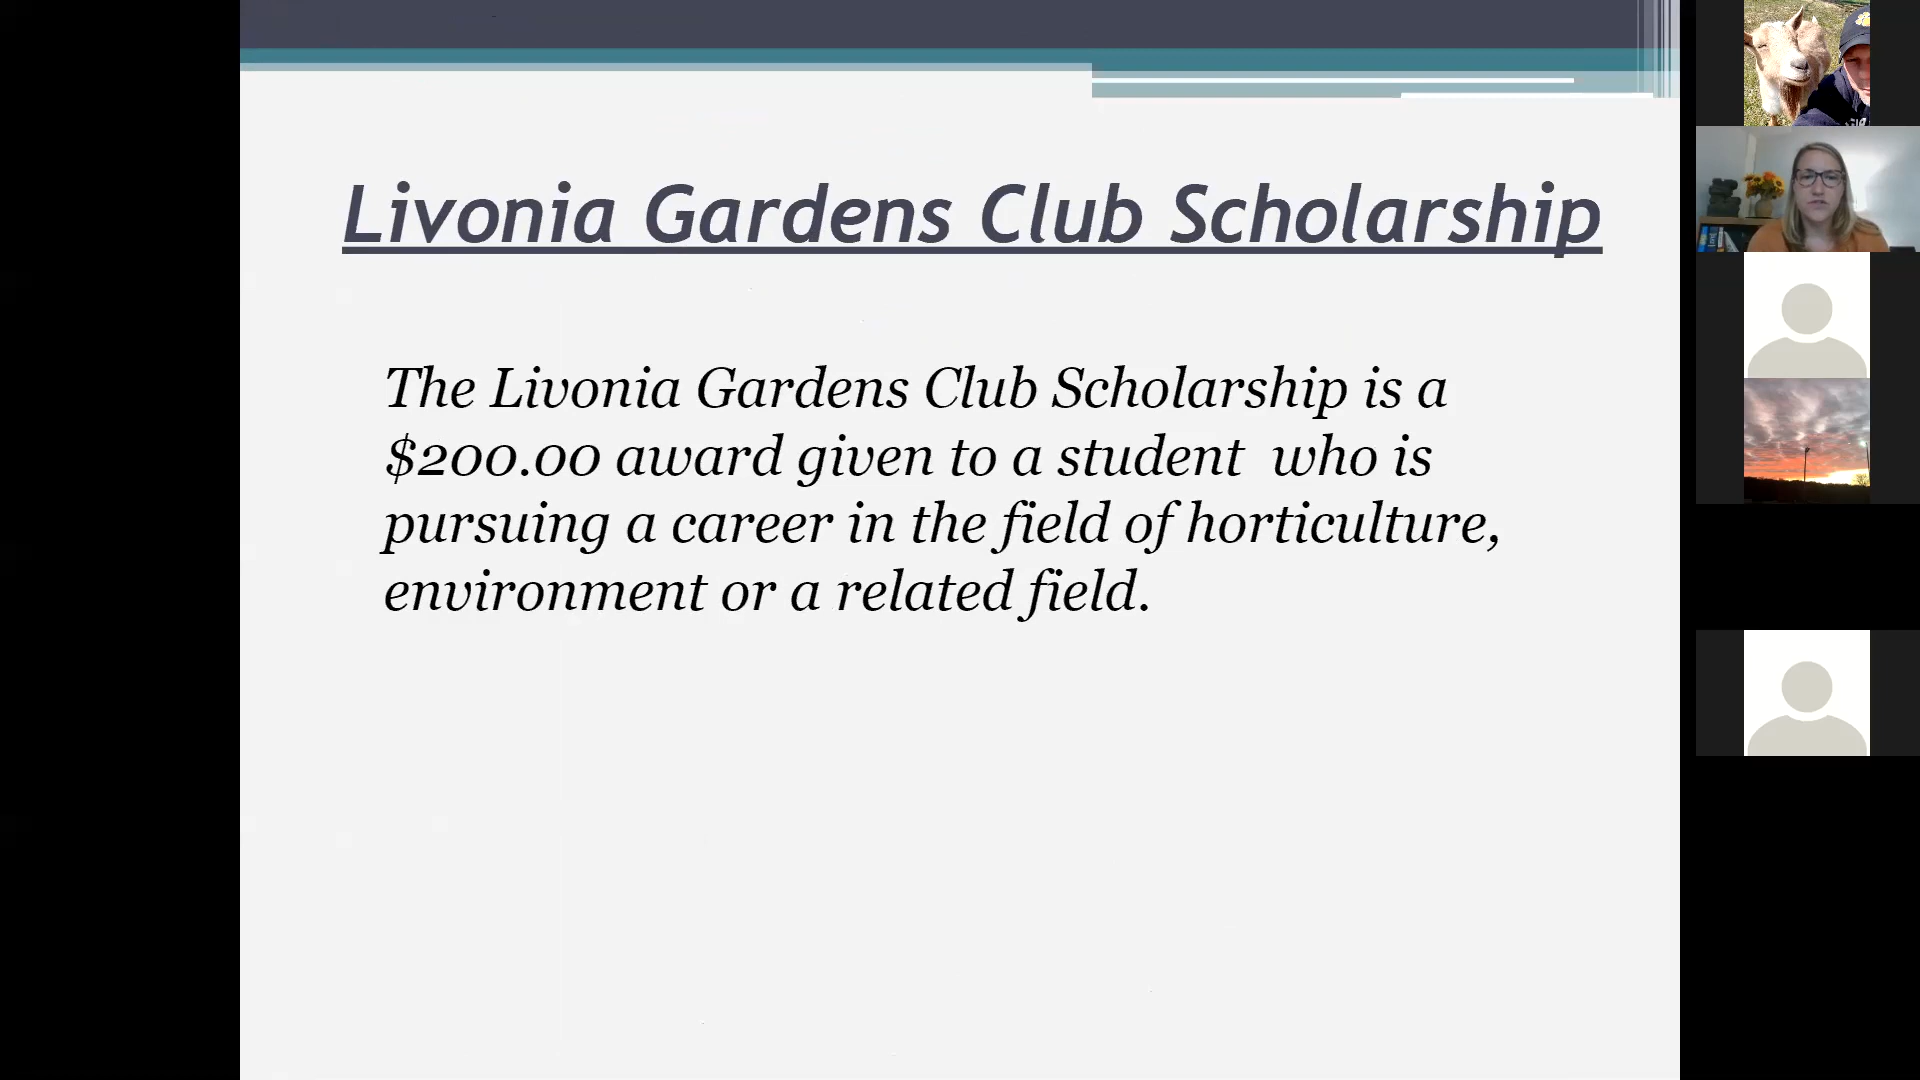 Livonia Gardens Club Scholarship
The Livonia Gardens Club Scholarship is a
$200.00 award given to a student  who is
pursuing a career in the field of horticulture,
environment or a related field.